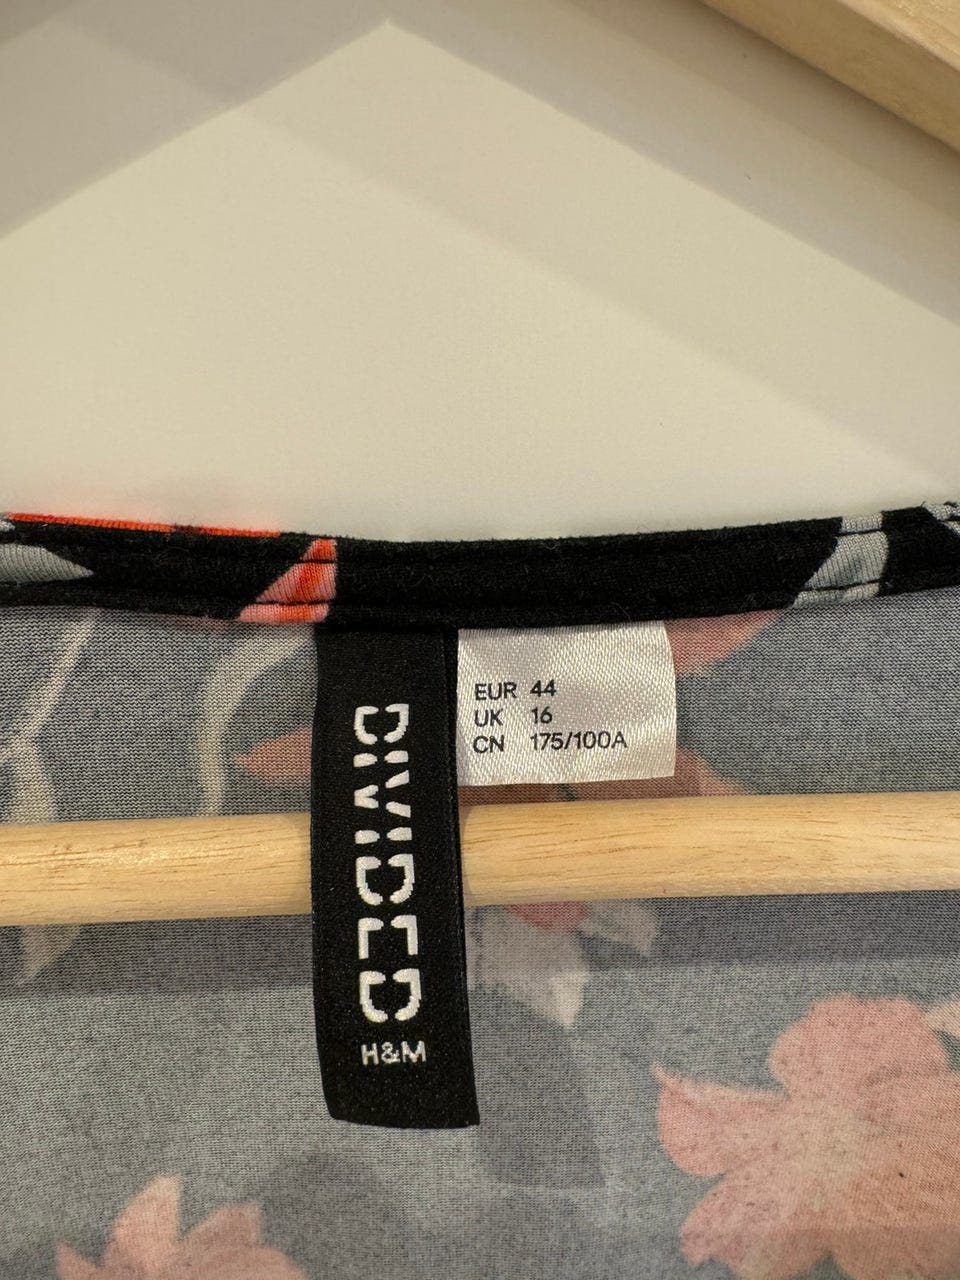 DIVIDED
H&M
EUR 44
UK 16
CN 175/100A